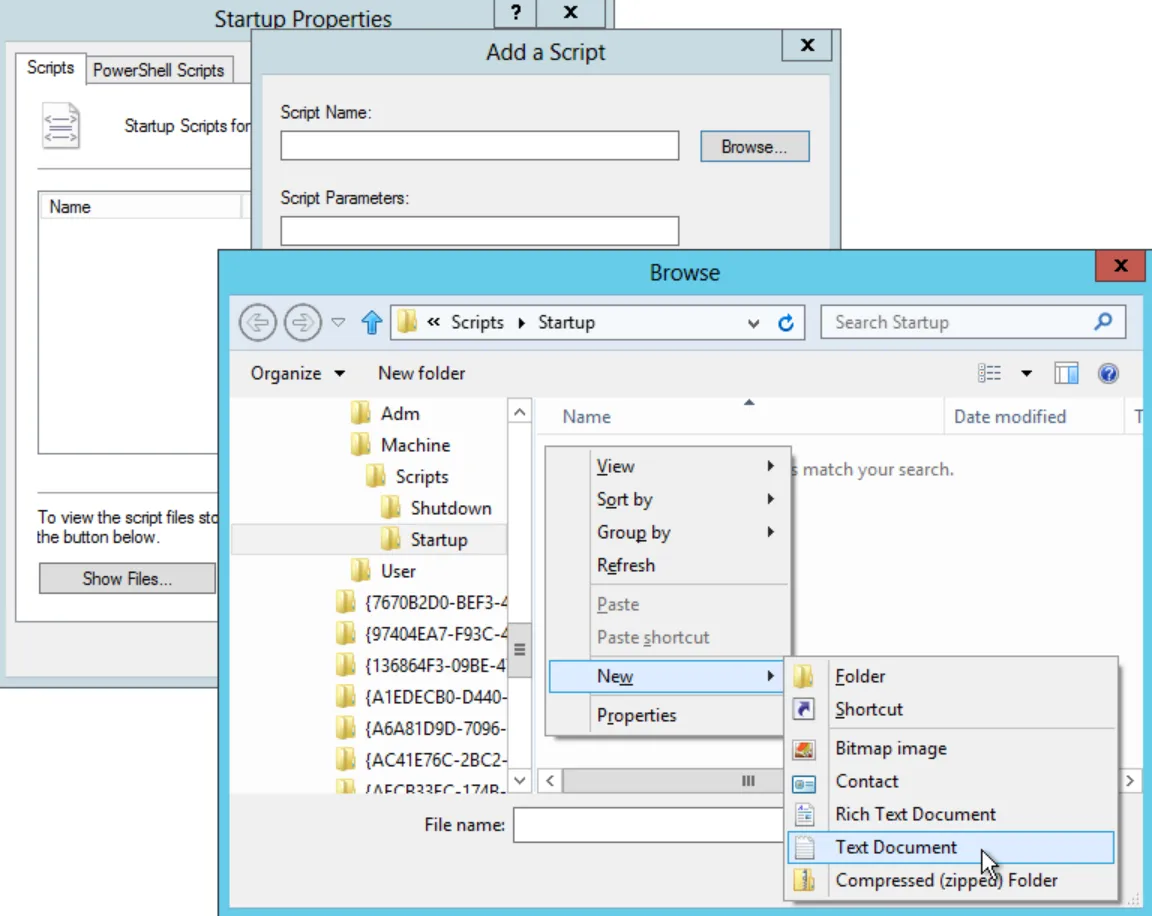 Startup Properties
?
x
Scripts
PowerShell Scripts
Startup Scripts for
Name
To view the script files sto
the button below.
Show Files...
Add a Script
x
Script Name:
Browse...
Script Parameters:
Browse
x
« Scripts Startup
Search Startup
Organize
New folder
Adm
Machine
Scripts
Shutdown
Startup
User
{7670B2D0-BEF3-4
{97404EA7-F93C-4
{136864F3-09BE-47
{A1EDECB0-D440-
{A6A81D9D-7096-
{AC41E76C-2BC2-
Name
Date modified
T
s match your search.
View
Sort by
Group by
Refresh
Paste
Paste shortcut
New
Properties
Folder
Shortcut
Bitmap image
Contact
Rich Text Document
Text Document
Compressed (zipped) Folder
File name: